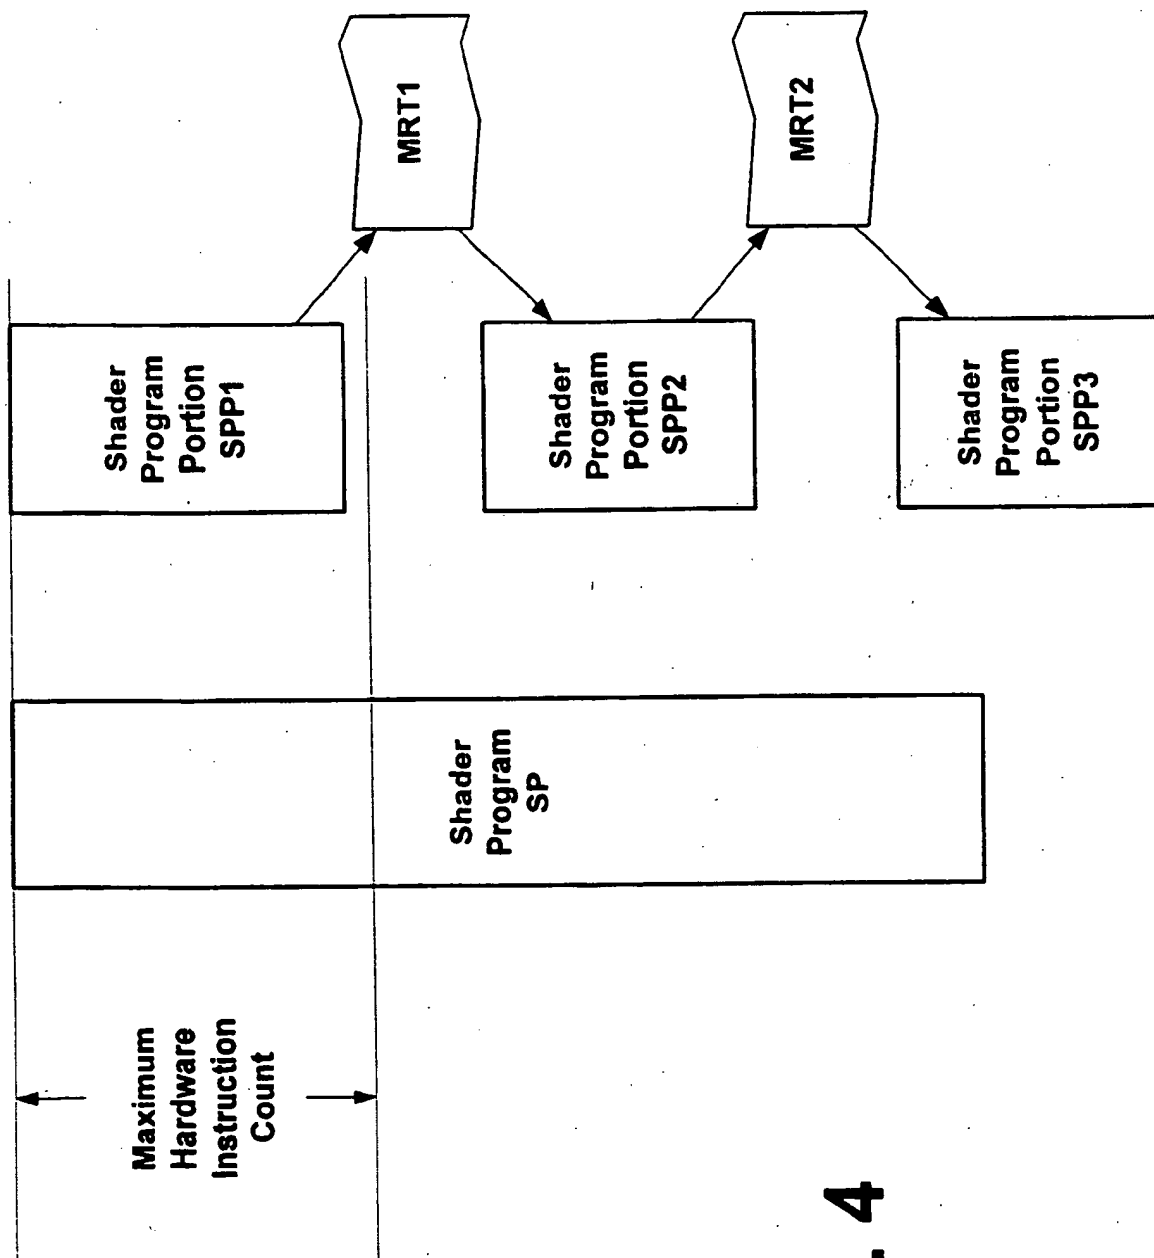 Maximum
Hardware
Instruction
Count
Shader
Program
SP
Shader
Program
Portion
SPP1
Shader
Program
Portion
SPP2
Shader
Program
Portion
SPP3
MRT1
MRT2
. 4